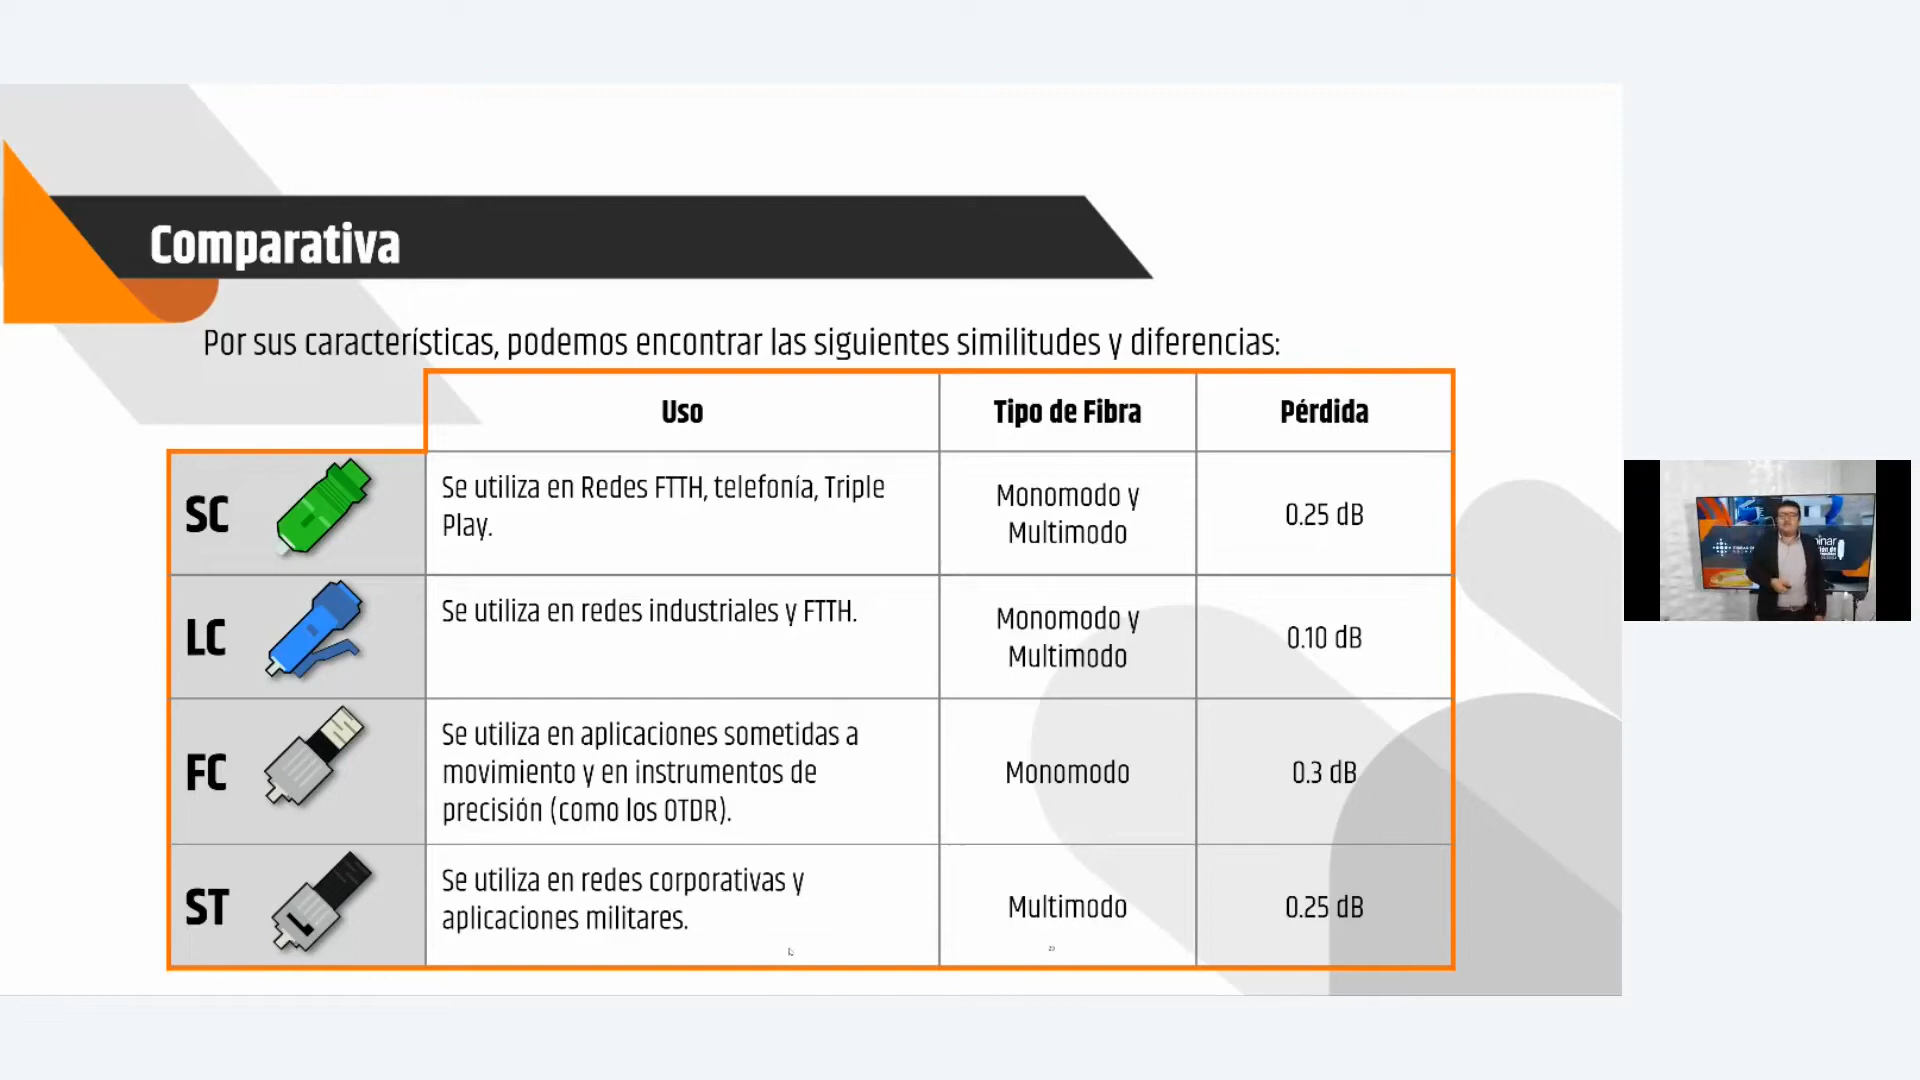 Comparativa
Por sus características, podemos encontrar las siguientes similitudes y diferencias:
Uso
Tipo de Fibra
Pérdida
SC
Se utiliza en Redes FTTH, telefonía, Triple
Play.
Monomodo y
Multimodo
0.25 dB
LC
Se utiliza en redes industriales y FTTH.
Monomodo y
Multimodo
0.10 dB
FC
Se utiliza en aplicaciones sometidas a
movimiento y en instrumentos de
precisión (como los OTDR).
Monomodo
0.3 dB
ST
Se utiliza en redes corporativas y
aplicaciones militares.
Multimodo
0.25 dB